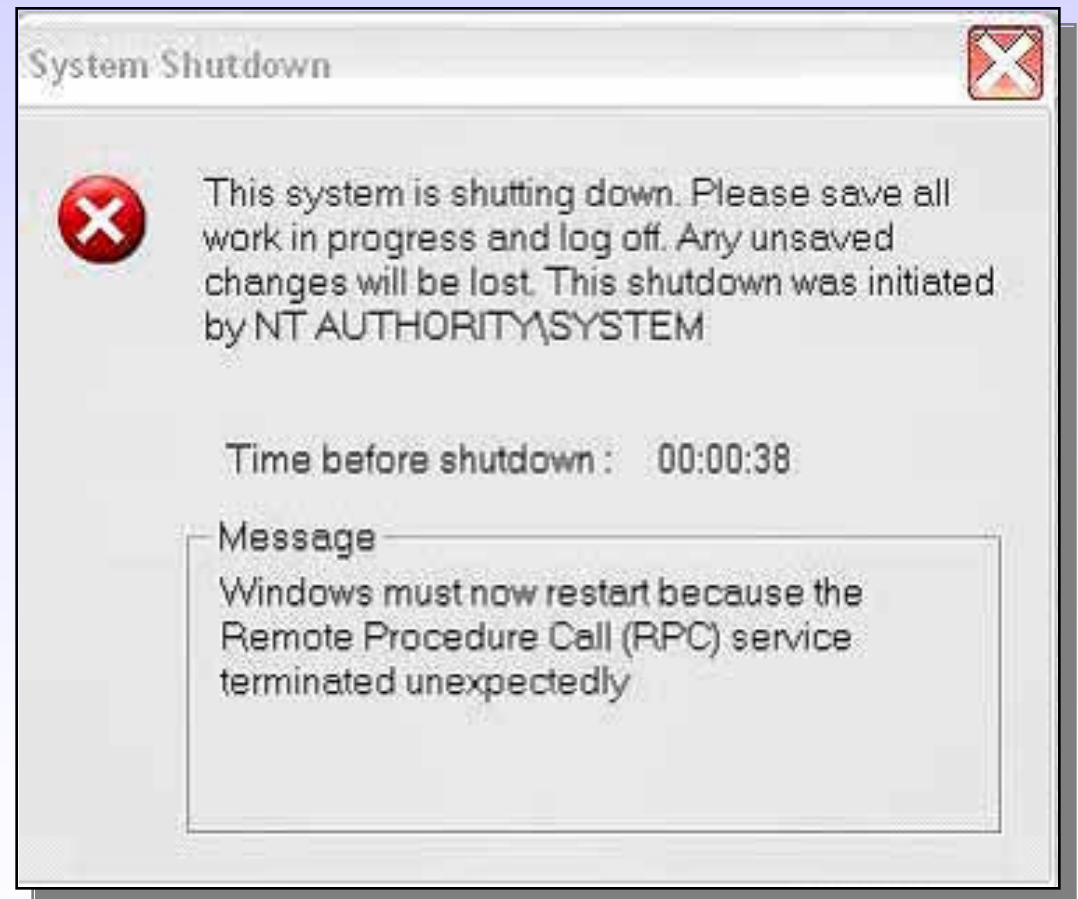 System Shutdown
This system is shutting down. Please save all
work in progress and log off. Any unsaved
changes will be lost. This shutdown was initiated
by NT AUTHORITY\SYSTEM
Time before shutdown : 00:00:38
Message
Windows must now restart because the
Remote Procedure Call (RPC) service
terminated unexpectedly